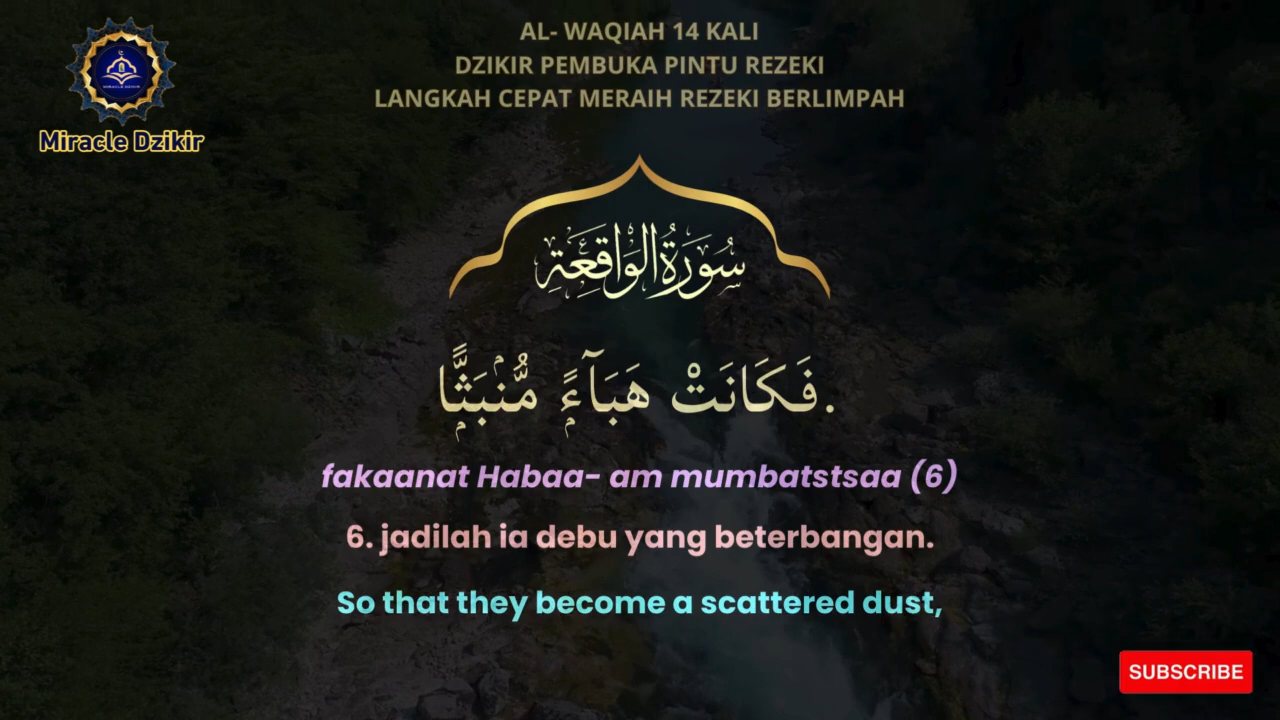 AL- WAQIAH 14 KALI
DZIKIR PEMBUKA PINTU REZEKI
LANGKAH CEPAT MERAIH REZEKI BERLIMPAH
Miracle Dzikir
سُورَةُ الْوَاقِعَةِ
فَكَانَتْ هَبَآءًۭ مُّنۢبَثًّۭا.
fakaanat Habaa- am mumbatstsaa (6)
6. jadilah ia debu yang beterbangan.
So that they become a scattered dust,
SUBSCRIBE